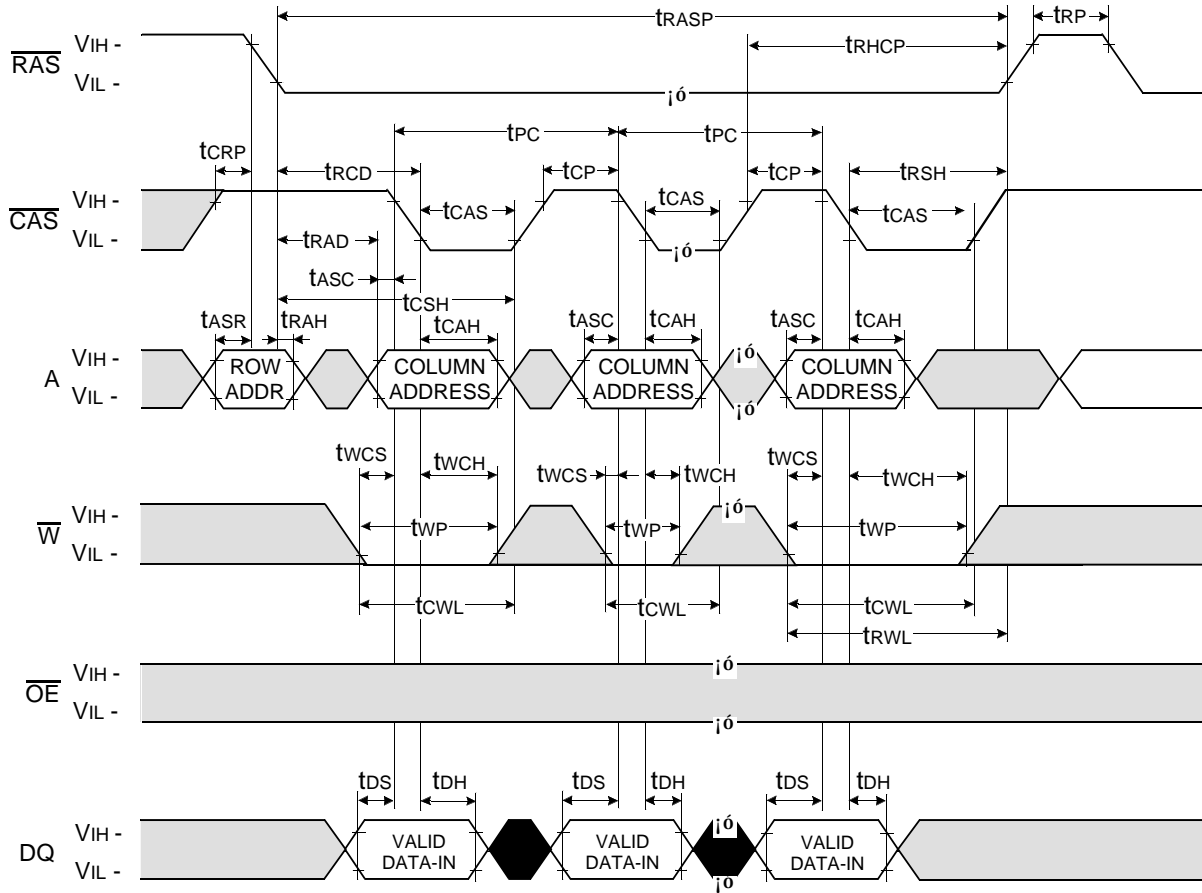 tRASP
tRP
tRHCP
RAS
VIH -
VIL -
¡ó
tPC
tPC
tCRP
tRCD
tCP
tCP
tRSH
CAS
VIH -
VIL -
tCAS
tCAS
tCAS
¡ó
tRAD
tASC
tCSH
tASR
tRAH
tCAH
tASC
tCAH
tASC
tCAH
A
VIH -
VIL -
ROW
ADDR
COLUMN
ADDRESS
COLUMN
ADDRESS
¡ó
¡ó
COLUMN
ADDRESS
tWCS
tWCH
tWCS
tWCH
tWCS
tWCH
W
VIH -
VIL -
tWP
tWP
¡ó
tWP
tCWL
tCWL
tCWL
tRWL
OE
VIH -
VIL -
¡ó
¡ó
tDS
tDH
tDS
tDH
tDS
tDH
DQ
VIH -
VIL -
VALID
DATA-IN
VALID
DATA-IN
¡ó
¡ó
VALID
DATA-IN